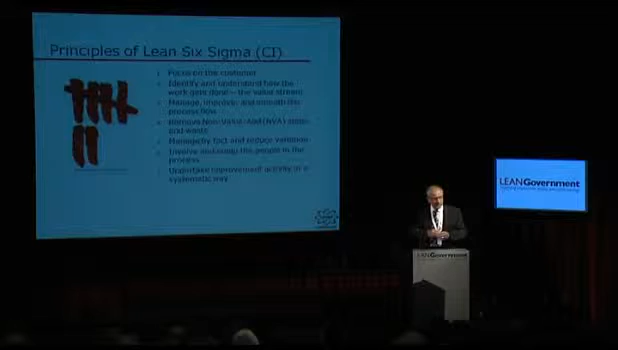 Principles of Lean Six Sigma (CI)
Focus on the customer
Identify and understand how the
work gets done – the value stream
Manage, improve and smooth the
process flow
Remove Non-Value-Add (NVA) steps
and waste
Manage by fact and reduce variation
Involve and equip the people in the
process
Undertake improvement activity in a
systematic way
LEANGovernment
LEANGovernment